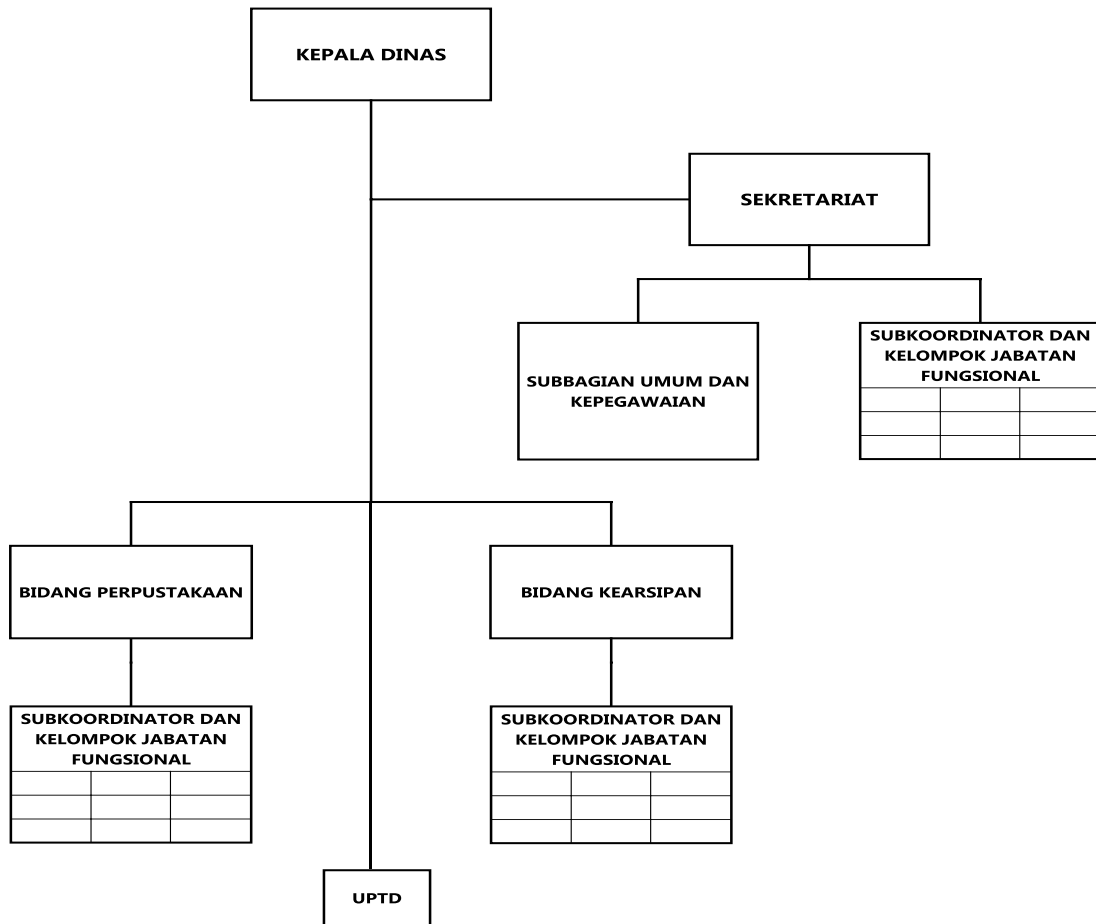 KEPALA DINAS
SEKRETARIAT
SUBBAGIAN UMUM DAN
KEPEGAWAIAN
SUBKOORDINATOR DAN
KELOMPOK JABATAN
FUNGSIONAL
BIDANG PERPUSTAKAAN
BIDANG KEARSIPAN
SUBKOORDINATOR DAN
KELOMPOK JABATAN
FUNGSIONAL
SUBKOORDINATOR DAN
KELOMPOK JABATAN
FUNGSIONAL
UPTD